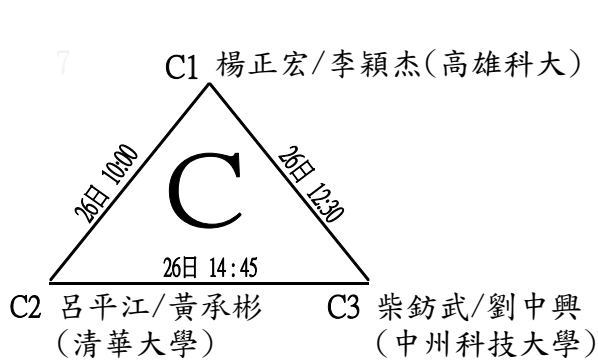 7
C1 楊正宏/李穎杰(高雄科大)
26日 10:00
C
26日 12:30
26日 14:45
C2 呂平江/黃承彬
(清華大學)
C3 柴鈁武/劉中興
(中州科技大學)